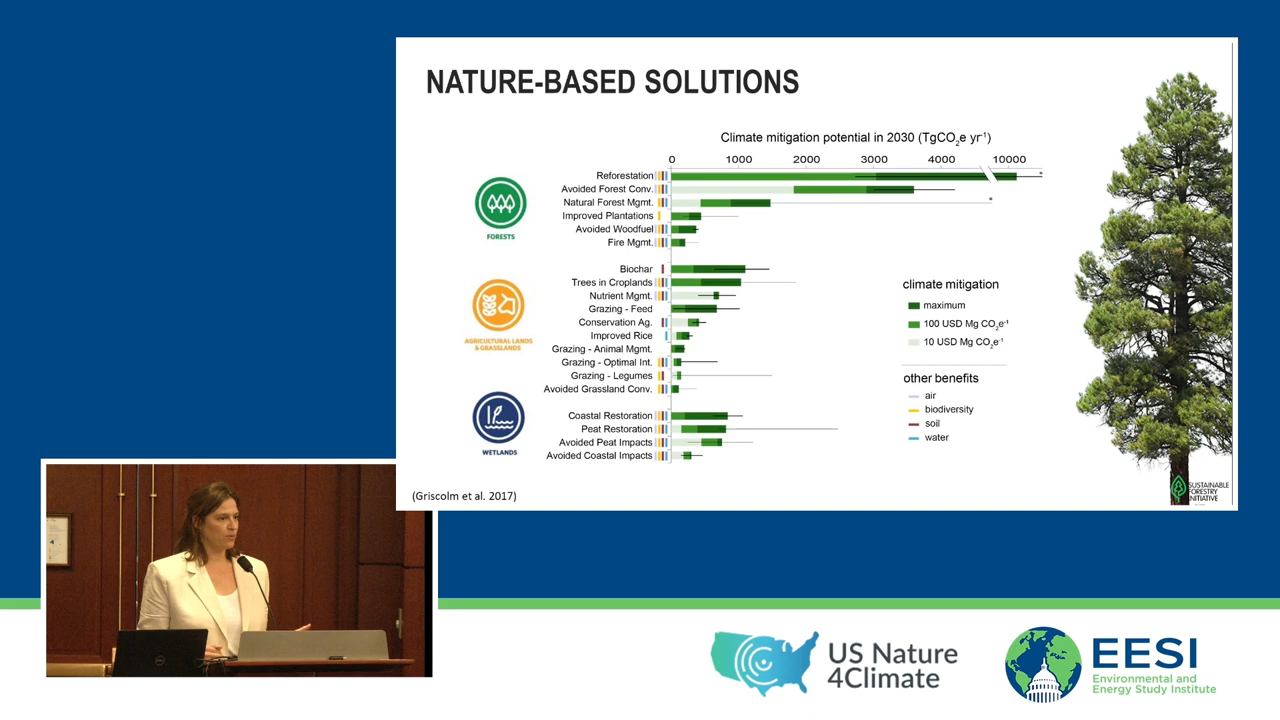 NATURE-BASED SOLUTIONS
Climate mitigation potential in 2030 (TgCO2e yr-1)
0 1000 2000 3000 4000 10000
Reforestation
Avoided Forest Conv.
Natural Forest Mgmt.
Improved Plantations
Avoided Woodfuel
Fire Mgmt.
FORESTS
Biochar
Trees in Croplands
Nutrient Mgmt.
Grazing - Feed
Conservation Ag.
Improved Rice
Grazing - Animal Mgmt.
Grazing - Optimal Int.
Grazing - Legumes
Avoided Grassland Conv.
AGRICULTURAL LANDS
& GRASSLANDS
Coastal Restoration
Peat Restoration
Avoided Peat Impacts
Avoided Coastal Impacts
WETLANDS
climate mitigation
maximum
100 USD Mg CO2e-1
10 USD Mg CO2e-1
other benefits
air
biodiversity
soil
water
(Griscolm et al. 2017)
SUSTAINABLE
FORESTRY
INITIATIVE
US Nature
4Climate
EESI
Environmental and
Energy Study Institute